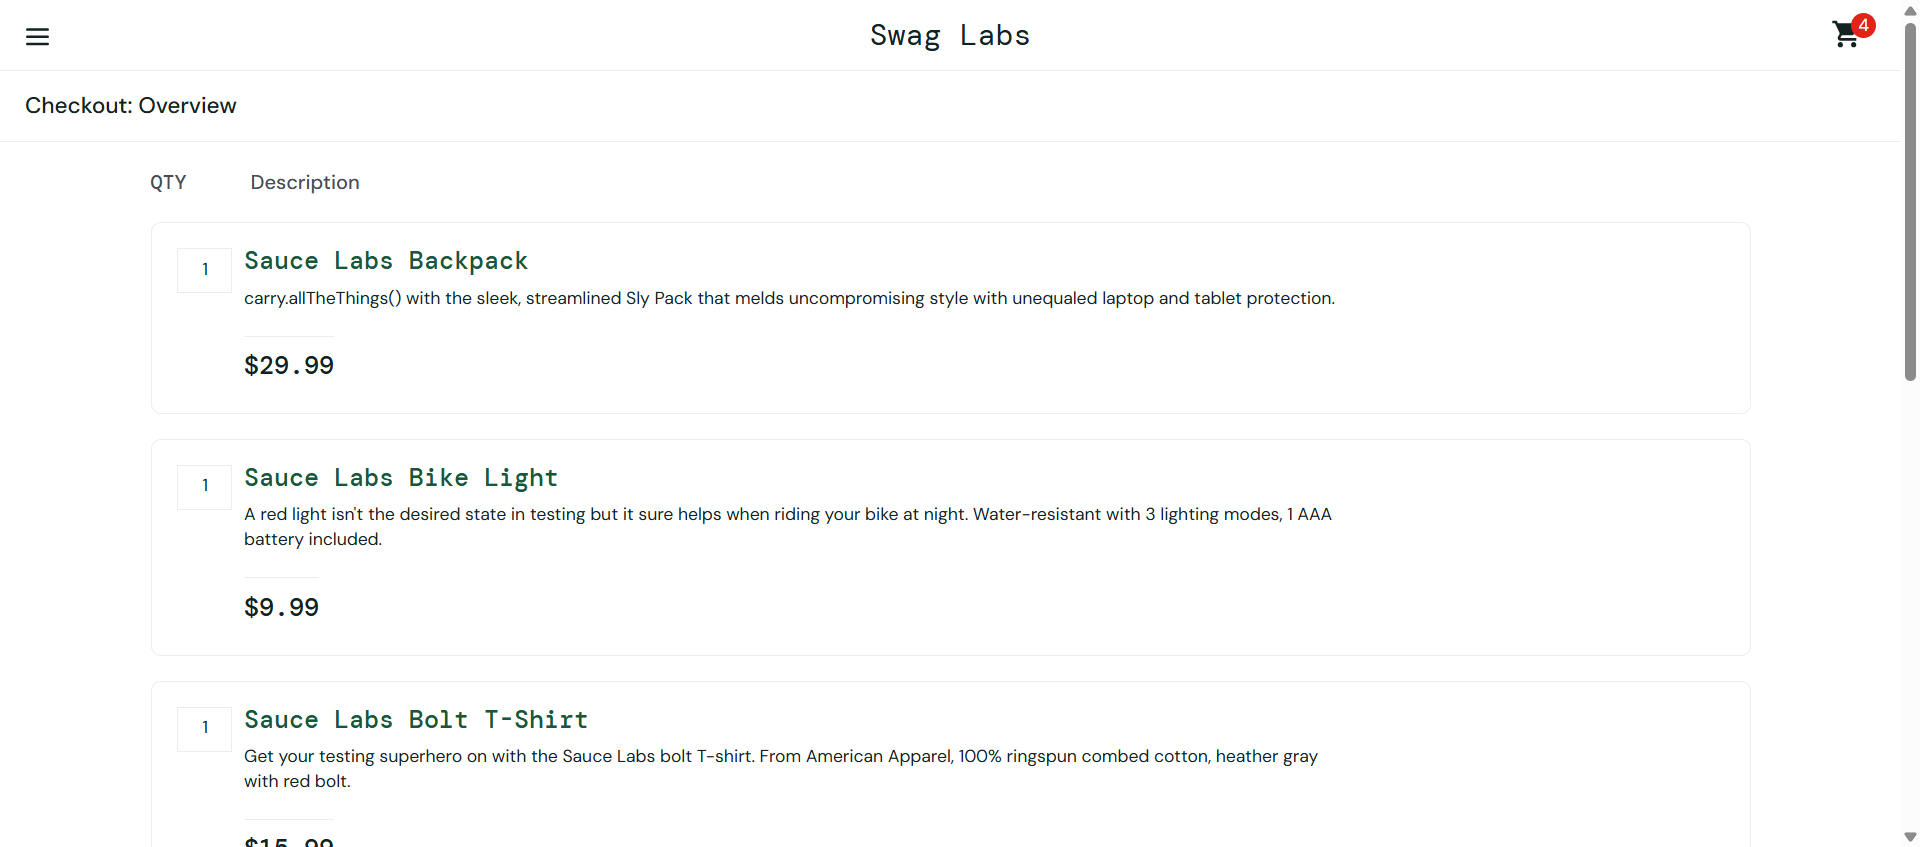 Swag Labs
4
Checkout: Overview
QTY Description
1
Sauce Labs Backpack
carry.allTheThings() with the sleek, streamlined Sly Pack that melds uncompromising style with unequaled laptop and tablet protection.
$29.99
1
Sauce Labs Bike Light
A red light isn't the desired state in testing but it sure helps when riding your bike at night. Water-resistant with 3 lighting modes, 1 AAA
battery included.
$9.99
1
Sauce Labs Bolt T-Shirt
Get your testing superhero on with the Sauce Labs bolt T-shirt. From American Apparel, 100% ringspun combed cotton, heather gray
with red bolt.
$15.99